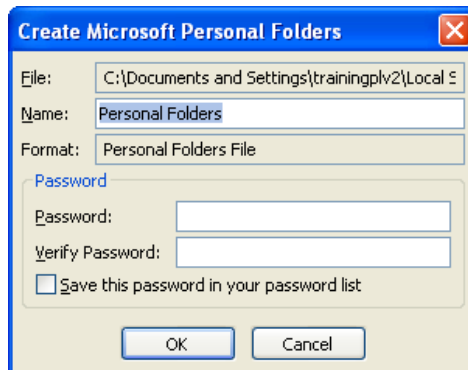 Create Microsoft Personal Folders
File: C:\Documents and Settings\trainingplv2\Local S
Name: Personal Folders
Format: Personal Folders File
Password
Password:
Verify Password:
Save this password in your password list
OK Cancel